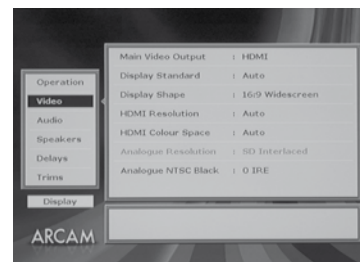 Operation
Video
Audio
Speakers
Delays
Trims
Display
Main Video Output : HDMI
Display Standard : Auto
Display Shape : 16:9 Widescreen
HDMI Resolution : Auto
HDMI Colour Space : Auto
Analogue Resolution : SD Interlaced
Analogue NTSC Black : 0 IRE
ARCAM